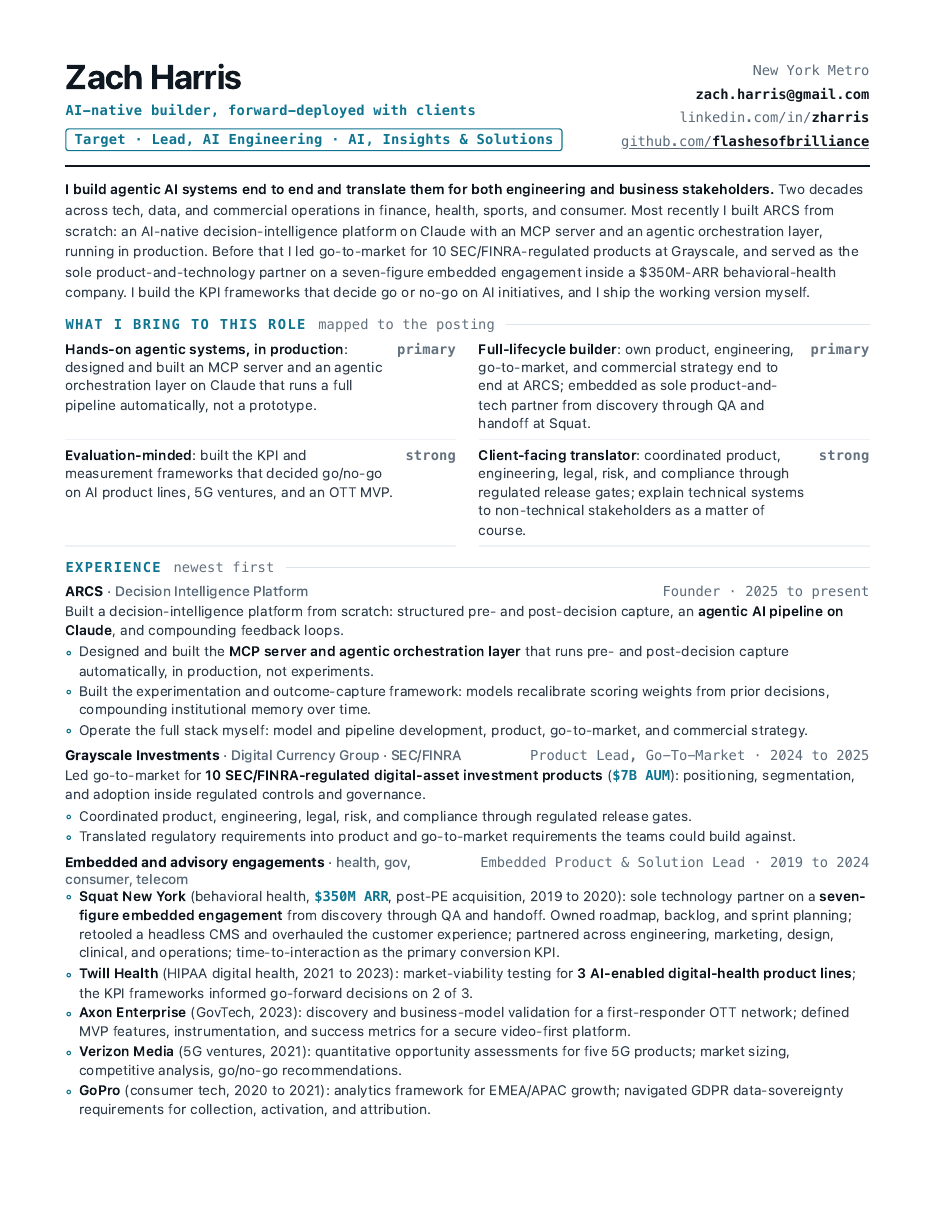 Zach Harris
AI-native builder, forward-deployed with clients
Target · Lead, AI Engineering · AI, Insights & Solutions
New York Metro
zach.harris@gmail.com
linkedin.com/in/zharris
github.com/flashesofbrilliance
I build agentic AI systems end to end and translate them for both engineering and business stakeholders. Two decades
across tech, data, and commercial operations in finance, health, sports, and consumer. Most recently I built ARCS from
scratch: an AI-native decision-intelligence platform on Claude with an MCP server and an agentic orchestration layer,
running in production. Before that I led go-to-market for 10 SEC/FINRA-regulated products at Grayscale, and served as the
sole product-and-technology partner on a seven-figure embedded engagement inside a $350M-ARR behavioral-health
company. I build the KPI frameworks that decide go or no-go on AI initiatives, and I ship the working version myself.
WHAT I BRING TO THIS ROLE mapped to the posting
Hands-on agentic systems, in production: primary
designed and built an MCP server and an agentic
orchestration layer on Claude that runs a full
pipeline automatically, not a prototype.
Full-lifecycle builder: own product, engineering, primary
go-to-market, and commercial strategy end to
end at ARCS; embedded as sole product-and-
tech partner from discovery through QA and
handoff at Squat.
Evaluation-minded: built the KPI and strong
measurement frameworks that decided go/no-go
on AI product lines, 5G ventures, and an OTT MVP.
Client-facing translator: coordinated product, strong
engineering, legal, risk, and compliance through
regulated release gates; explain technical systems
to non-technical stakeholders as a matter of
course.
EXPERIENCE newest first
ARCS · Decision Intelligence Platform Founder · 2025 to present
Built a decision-intelligence platform from scratch: structured pre- and post-decision capture, an agentic AI pipeline on
Claude, and compounding feedback loops.
Designed and built the MCP server and agentic orchestration layer that runs pre- and post-decision capture
automatically, in production, not experiments.
Built the experimentation and outcome-capture framework: models recalibrate scoring weights from prior decisions,
compounding institutional memory over time.
Operate the full stack myself: model and pipeline development, product, go-to-market, and commercial strategy.
Grayscale Investments · Digital Currency Group · SEC/FINRA Product Lead, Go-To-Market · 2024 to 2025
Led go-to-market for 10 SEC/FINRA-regulated digital-asset investment products ($7B AUM): positioning, segmentation,
and adoption inside regulated controls and governance.
Coordinated product, engineering, legal, risk, and compliance through regulated release gates.
Translated regulatory requirements into product and go-to-market requirements the teams could build against.
Embedded and advisory engagements · health, gov, Embedded Product & Solution Lead · 2019 to 2024
consumer, telecom
Squat New York (behavioral health, $350M ARR, post-PE acquisition, 2019 to 2020): sole technology partner on a seven-
figure embedded engagement from discovery through QA and handoff. Owned roadmap, backlog, and sprint planning;
retooled a headless CMS and overhauled the customer experience; partnered across engineering, marketing, design,
clinical, and operations; time-to-interaction as the primary conversion KPI.
Twill Health (HIPAA digital health, 2021 to 2023): market-viability testing for 3 AI-enabled digital-health product lines;
the KPI frameworks informed go-forward decisions on 2 of 3.
Axon Enterprise (GovTech, 2023): discovery and business-model validation for a first-responder OTT network; defined
MVP features, instrumentation, and success metrics for a secure video-first platform.
Verizon Media (5G ventures, 2021): quantitative opportunity assessments for five 5G products; market sizing,
competitive analysis, go/no-go recommendations.
GoPro (consumer tech, 2020 to 2021): analytics framework for EMEA/APAC growth; navigated GDPR data-sovereignty
requirements for collection, activation, and attribution.